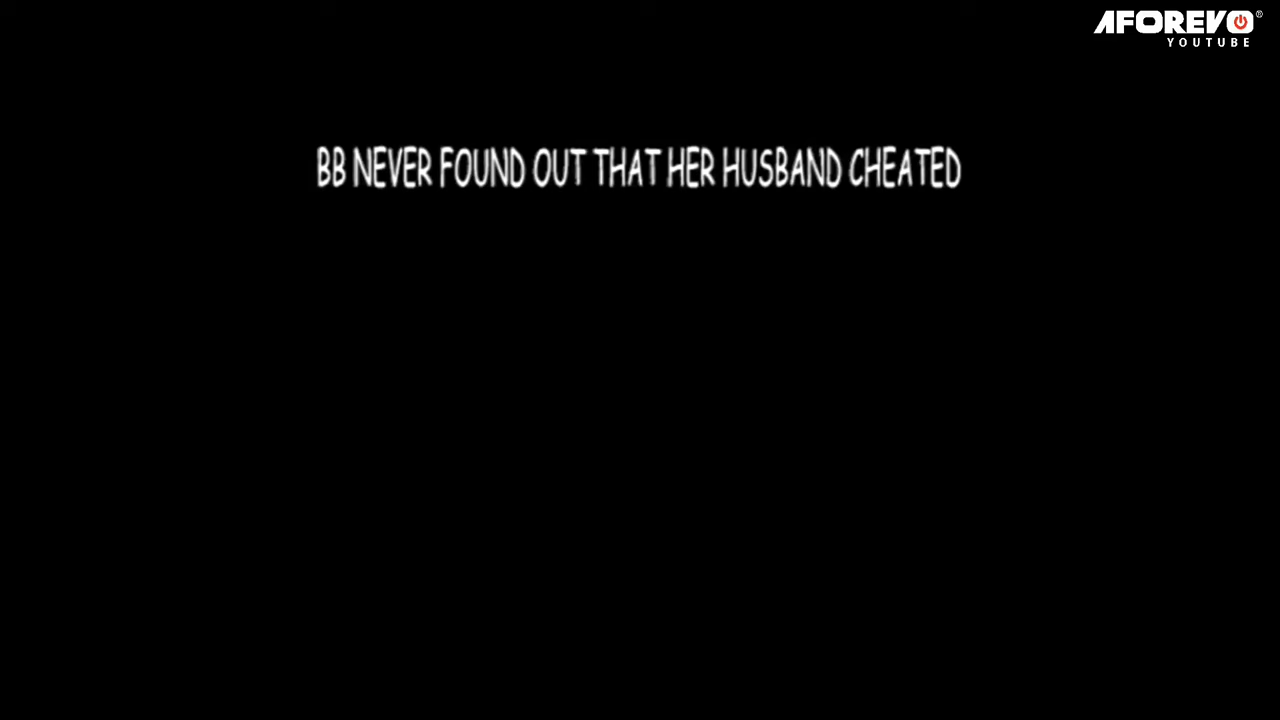 AFOREVO®
YOUTUBE
BB NEVER FOUND OUT THAT HER HUSBAND CHEATED